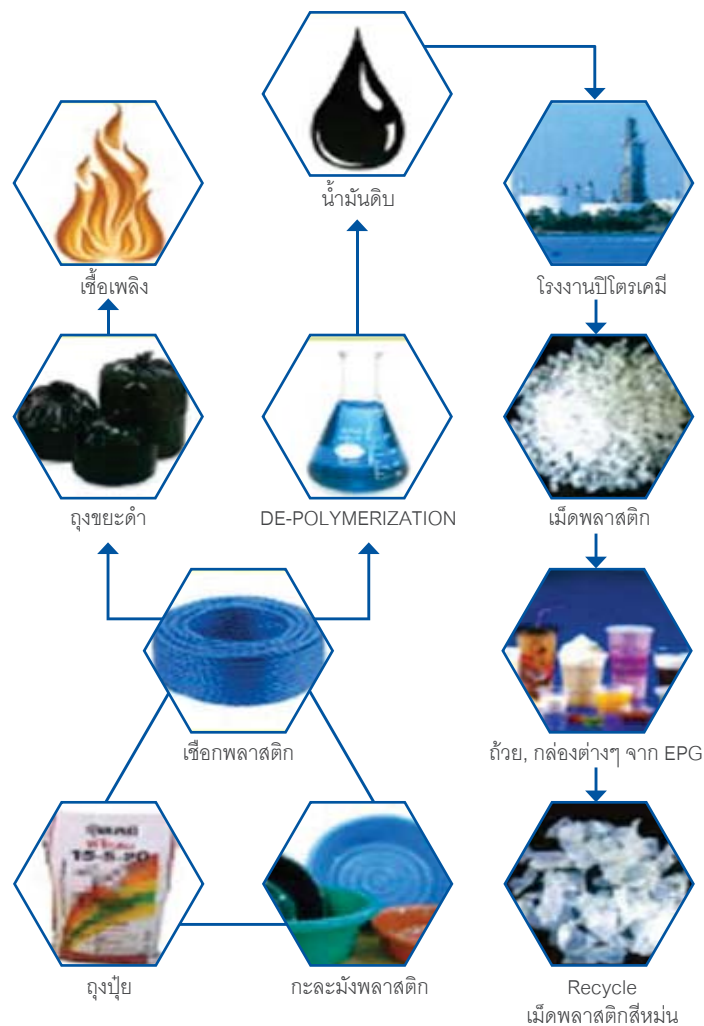 น้ำมันดิบ
เชื้อเพลิง
โรงงานปิโตรเคมี
ถุงขยะดำ
DE-POLYMERIZATION
เม็ดพลาสติก
เชือกพลาสติก
ถ้วย, กล่องต่างๆ จาก EPG
15-5-20
ถุงปุ๋ย
กะละมังพลาสติก
Recycle
เม็ดพลาสติกสีหม่น